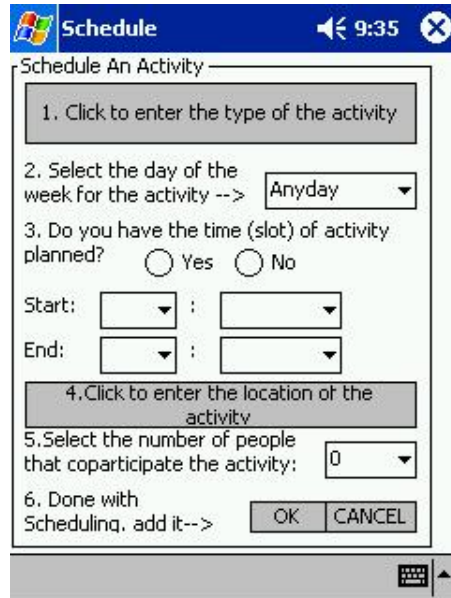 Schedule 9:35
Schedule An Activity
1. Click to enter the type of the activity
2. Select the day of the
week for the activity --> Anyday
3. Do you have the time (slot) of activity
planned? Yes No
Start: :
End: :
4.Click to enter the location of the
activity
5.Select the number of people
that coparticipate the activity: 0
6. Done with
Scheduling, add it--> OK CANCEL